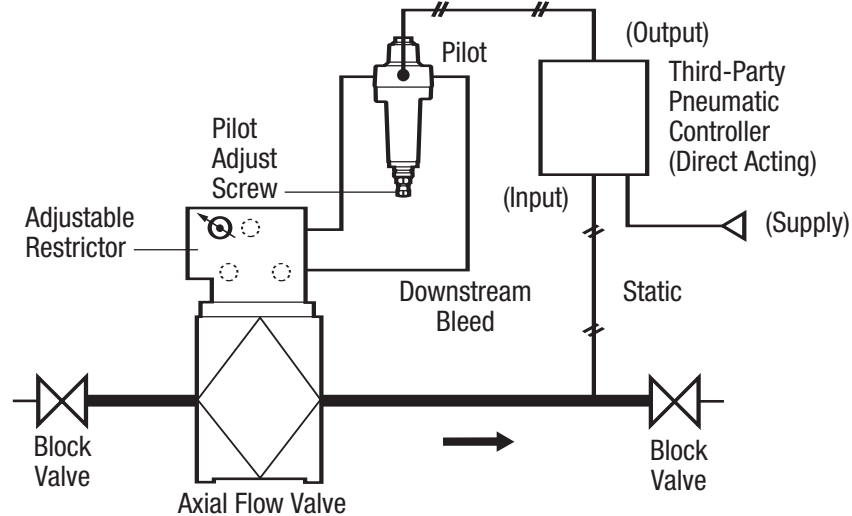 (Output)
Pilot
Third-Party
Pneumatic
Controller
(Direct Acting)
Pilot
Adjust
Screw
(Input)
(Supply)
Adjustable
Restrictor
Downstream
Bleed
Static
Block
Valve
Block
Valve
Axial Flow Valve